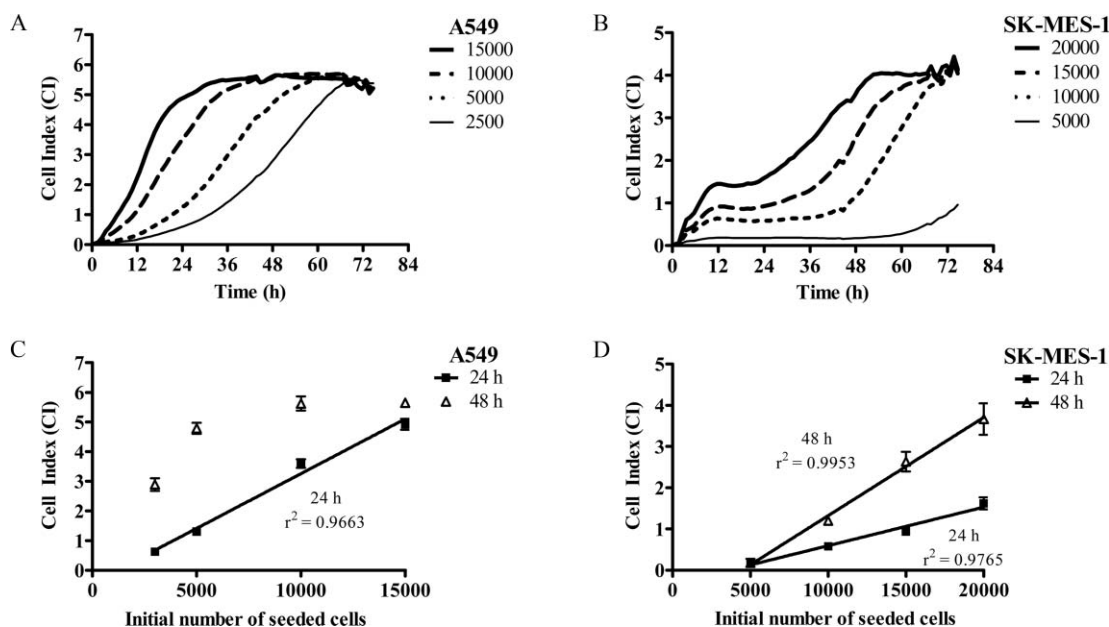 A
A549
15000
10000
5000
2500
Cell Index (CI)
7
6
5
4
3
2
1
0
0 12 24 36 48 60 72 84
Time (h)
B
SK-MES-1
20000
15000
10000
5000
Cell Index (CI)
5
4
3
2
1
0
0 12 24 36 48 60 72 84
Time (h)
C
A549
24 h
48 h
Cell Index (CI)
7
6
5
4
3
2
1
0
24 h
r² = 0.9663
0 5000 10000 15000
Initial number of seeded cells
D
SK-MES-1
24 h
48 h
Cell Index (CI)
5
4
3
2
1
0
48 h
r² = 0.9953
24 h
r² = 0.9765
0 5000 10000 15000 20000
Initial number of seeded cells